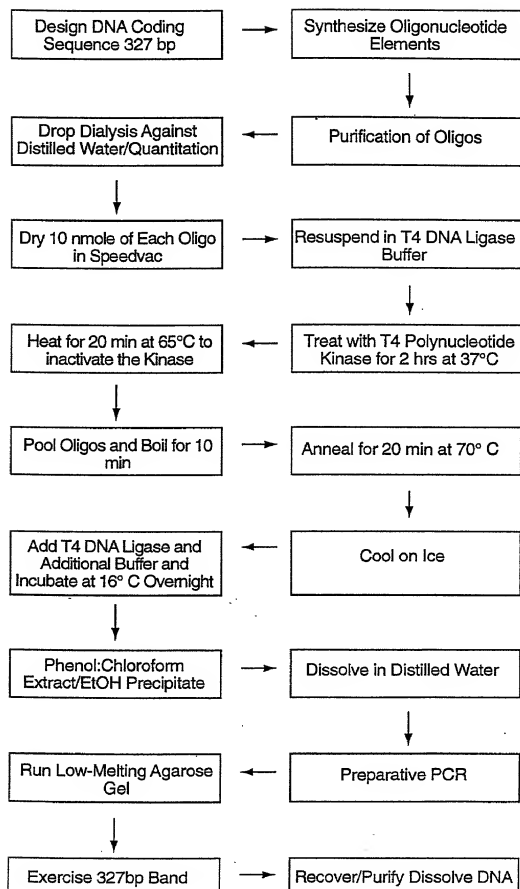 Design DNA Coding
Sequence 327 bp
Synthesize Oligonucleotide
Elements
Purification of Oligos
Drop Dialysis Against
Distilled Water/Quantitation
Dry 10 nmole of Each Oligo
in Speedvac
Resuspend in T4 DNA Ligase
Buffer
Treat with T4 Polynucleotide
Kinase for 2 hrs at 37°C
Heat for 20 min at 65°C to
inactivate the Kinase
Pool Oligos and Boil for 10
min
Anneal for 20 min at 70° C
Cool on Ice
Add T4 DNA Ligase and
Additional Buffer and
Incubate at 16° C Overnight
Phenol:Chloroform
Extract/EtOH Precipitate
Dissolve in Distilled Water
Preparative PCR
Run Low-Melting Agarose
Gel
Exercise 327bp Band
Recover/Purify Dissolve DNA